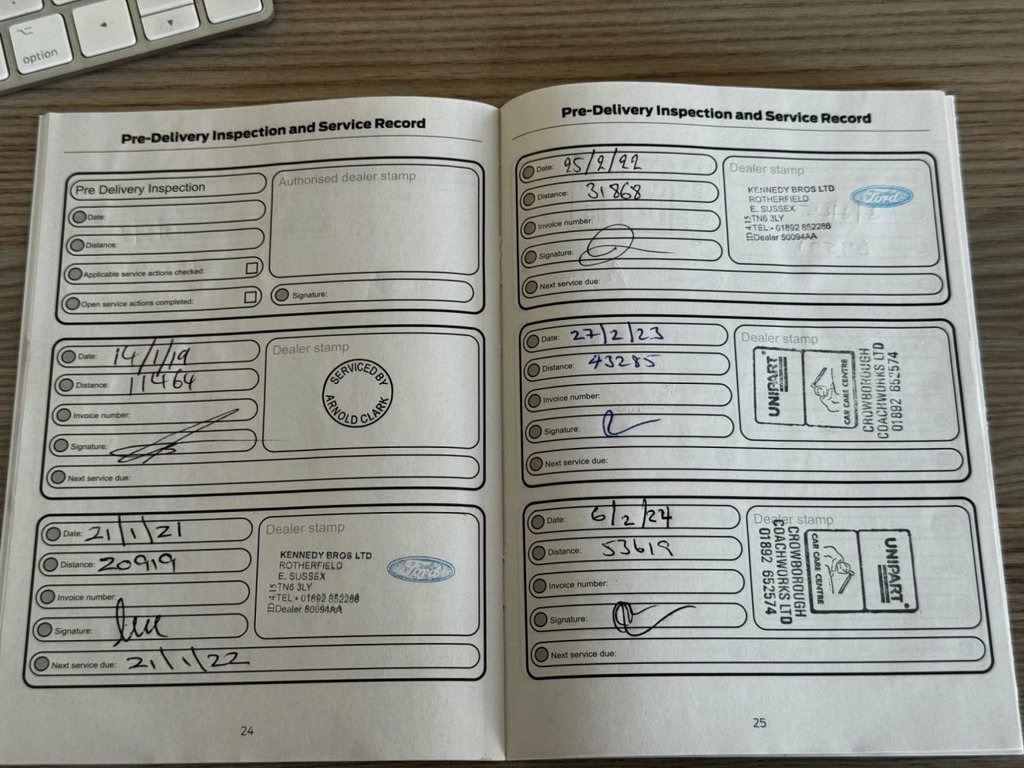 option
Pre-Delivery Inspection and Service Record
Pre Delivery Inspection
Date:
Distance:
Applicable service actions checked:
Open service actions completed:
Authorised dealer stamp
Signature:
Date: 14/1/19
Distance: 11464
Invoice number:
Signature:
Next service due:
Dealer stamp
SERVICED BY
ARNOLD CLARK
Date: 21/1/21
Distance: 20919
Invoice number:
Signature:
Next service due: 21/1/22
Dealer stamp
KENNEDY BROS LTD
ROTHERFIELD
E. SUSSEX
TN6 3LY
TEL:- 01892 852286
Dealer 50094AA
Ford
24
Pre-Delivery Inspection and Service Record
Date: 25/2/22
Distance: 31868
Invoice number:
Signature:
Next service due:
Dealer stamp
KENNEDY BROS LTD
ROTHERFIELD
E. SUSSEX
TN6 3LY
TEL:- 01892 852286
Dealer 50094AA
Ford
Date: 27/2/23
Distance: 43285
Invoice number:
Signature:
Next service due:
Dealer stamp
UNIPART
CAR CARE CENTRE
CROWBOROUGH
COACHWORKS LTD
01892 652574
Date: 6/2/24
Distance: 53619
Invoice number:
Signature:
Next service due:
Dealer stamp
UNIPART
CAR CARE CENTRE
CROWBOROUGH
COACHWORKS LTD
01892 652574
25